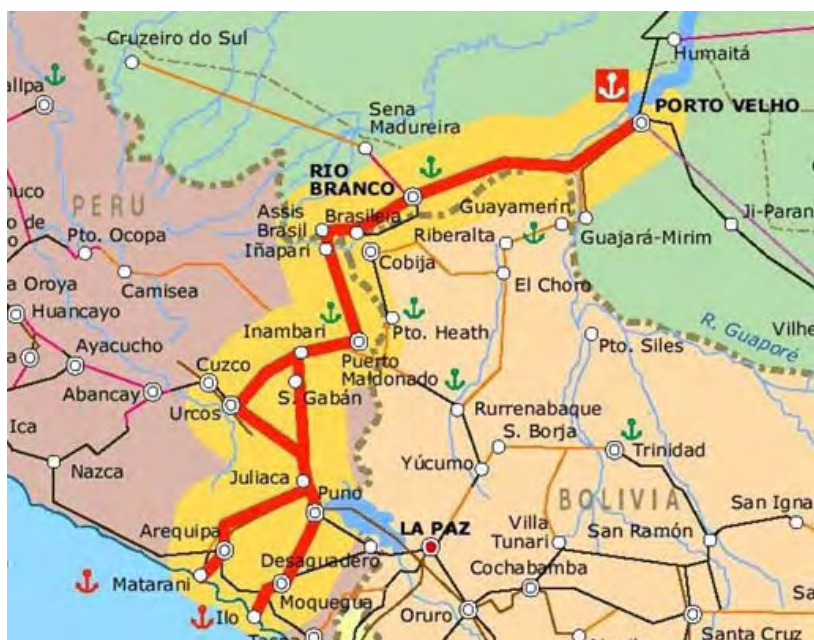 Cruzeiro do Sul
Humaitá
allpa
PORTO VELHO
Sena
Madureira
RIO
BRANCO
PERU
nuco
o de
o
Pto. Ocopa
Assis
Brasil
Brasileia
Guayamerín
Riberalta
Guajará-Mirim
Ji-Paran
Iñapari
Cobija
Camisea
El Choro
a Oroya
Huancayo
Inambari
Pto. Heath
R. Guaporé
Vilhe
Ayacucho
Puerto
Maldonado
Pto. Siles
Cuzco
a
Abancay
Urcos
S. Gabán
Rurrenabaque
S. Borja
Trinidad
Ica
Nazca
Yúcumo
Juliaca
Puno
BOLIVIA
San Igna
Arequipa
LA PAZ
Villa
Tunari
San Ramón
Desaguadero
Cochabamba
Matarani
Moquegua
Ilo
Oruro
Santa Cruz
Sa